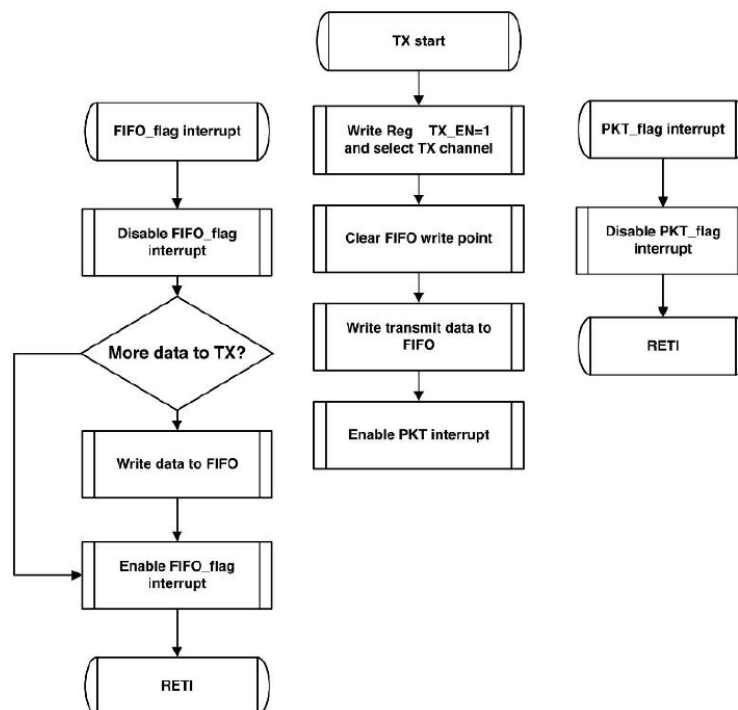 TX start
FIFO_flag interrupt
Write Reg TX_EN=1
and select TX channel
PKT_flag interrupt
Disable FIFO_flag
interrupt
Clear FIFO write point
Disable PKT_flag
interrupt
More data to TX?
Write transmit data to
FIFO
RETI
Write data to FIFO
Enable PKT interrupt
Enable FIFO_flag
interrupt
RETI